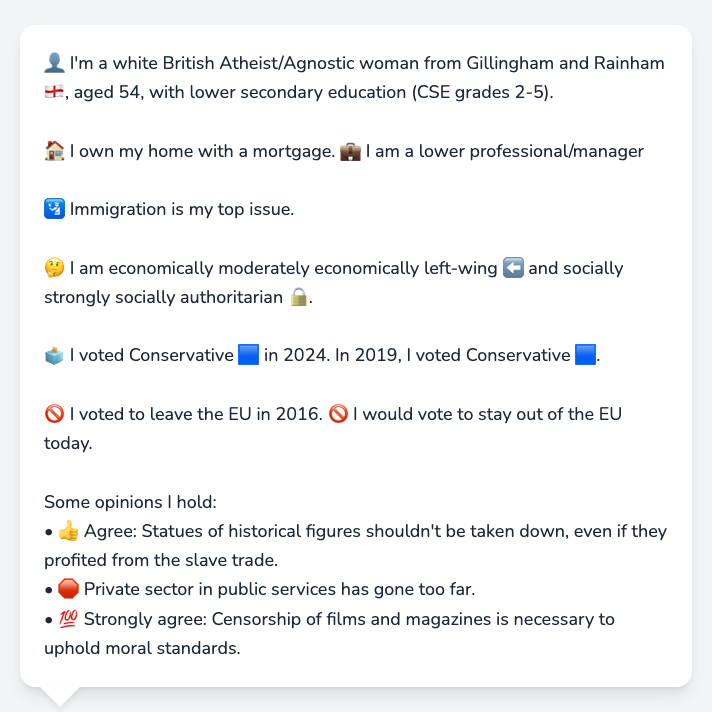 👤 I'm a white British Atheist/Agnostic woman from Gillingham and Rainham
🏴󠁧󠁢󠁥󠁮󠁧󠁿, aged 54, with lower secondary education (CSE grades 2-5).
🏠 I own my home with a mortgage. 💼 I am a lower professional/manager
🛂 Immigration is my top issue.
🤔 I am economically moderately economically left-wing ⬅️ and socially
strongly socially authoritarian 🔒.
🗳️ I voted Conservative 🟦 in 2024. In 2019, I voted Conservative 🟦.
🚫 I voted to leave the EU in 2016. 🚫 I would vote to stay out of the EU
today.
Some opinions I hold:
• 👍 Agree: Statues of historical figures shouldn't be taken down, even if they
profited from the slave trade.
• 🛑 Private sector in public services has gone too far.
• 💯 Strongly agree: Censorship of films and magazines is necessary to
uphold moral standards.